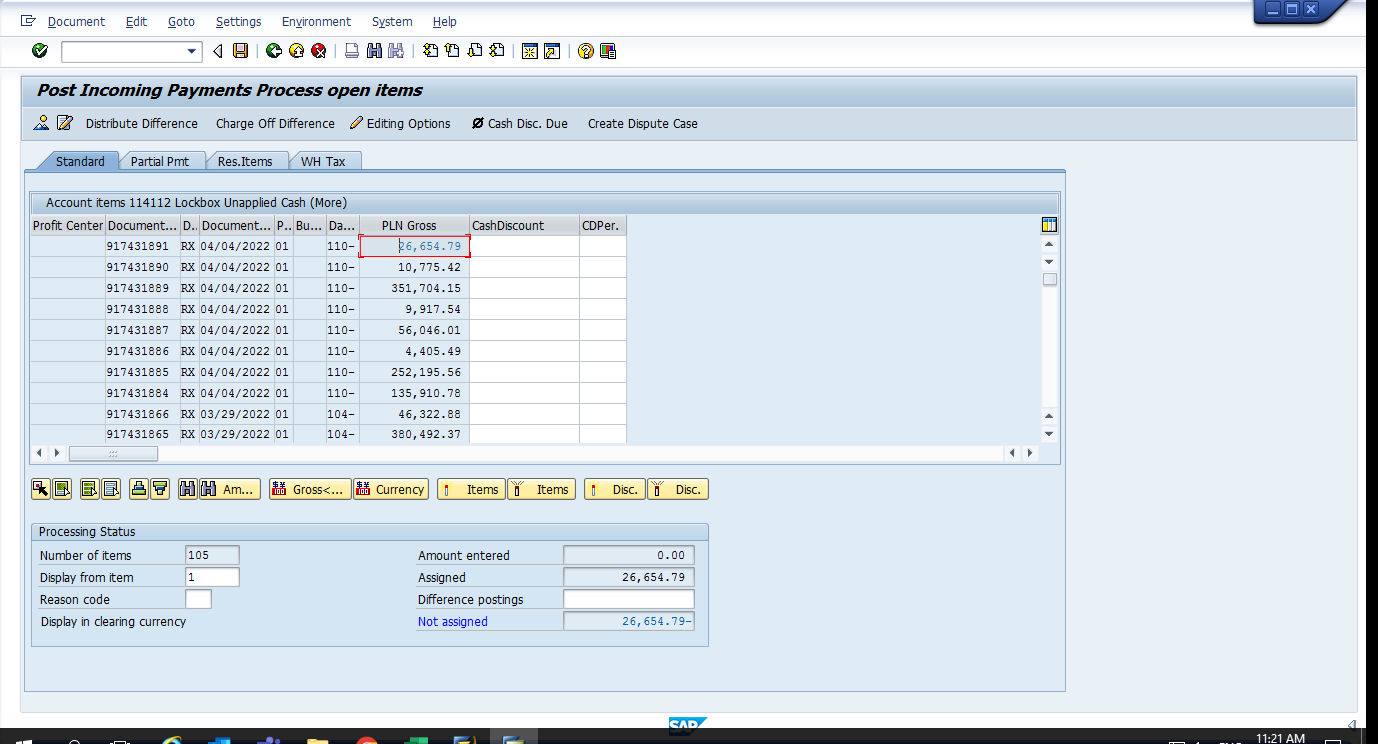 Document Edit Goto Settings Environment System Help
Post Incoming Payments Process open items
Distribute Difference Charge Off Difference Editing Options Cash Disc. Due Create Dispute Case
Standard Partial Pmt Res.Items WH Tax
Account items 114112 Lockbox Unapplied Cash (More)
Profit Center Document... D.. Document... P.. Bu... Da... PLN Gross CashDiscount CDPer.
917431891 RX 04/04/2022 01 110- 26,654.79
917431890 RX 04/04/2022 01 110- 10,775.42
917431889 RX 04/04/2022 01 110- 351,704.15
917431888 RX 04/04/2022 01 110- 9,917.54
917431887 RX 04/04/2022 01 110- 56,046.01
917431886 RX 04/04/2022 01 110- 4,405.49
917431885 RX 04/04/2022 01 110- 252,195.56
917431884 RX 04/04/2022 01 110- 135,910.78
917431866 RX 03/29/2022 01 104- 46,322.88
917431865 RX 03/29/2022 01 104- 380,492.37
Am... Gross<... Currency Items Items Disc. Disc.
Processing Status
Number of items 105 Amount entered 0.00
Display from item 1 Assigned 26,654.79
Reason code Difference postings
Display in clearing currency Not assigned 26,654.79-
SAP
11:21 AM